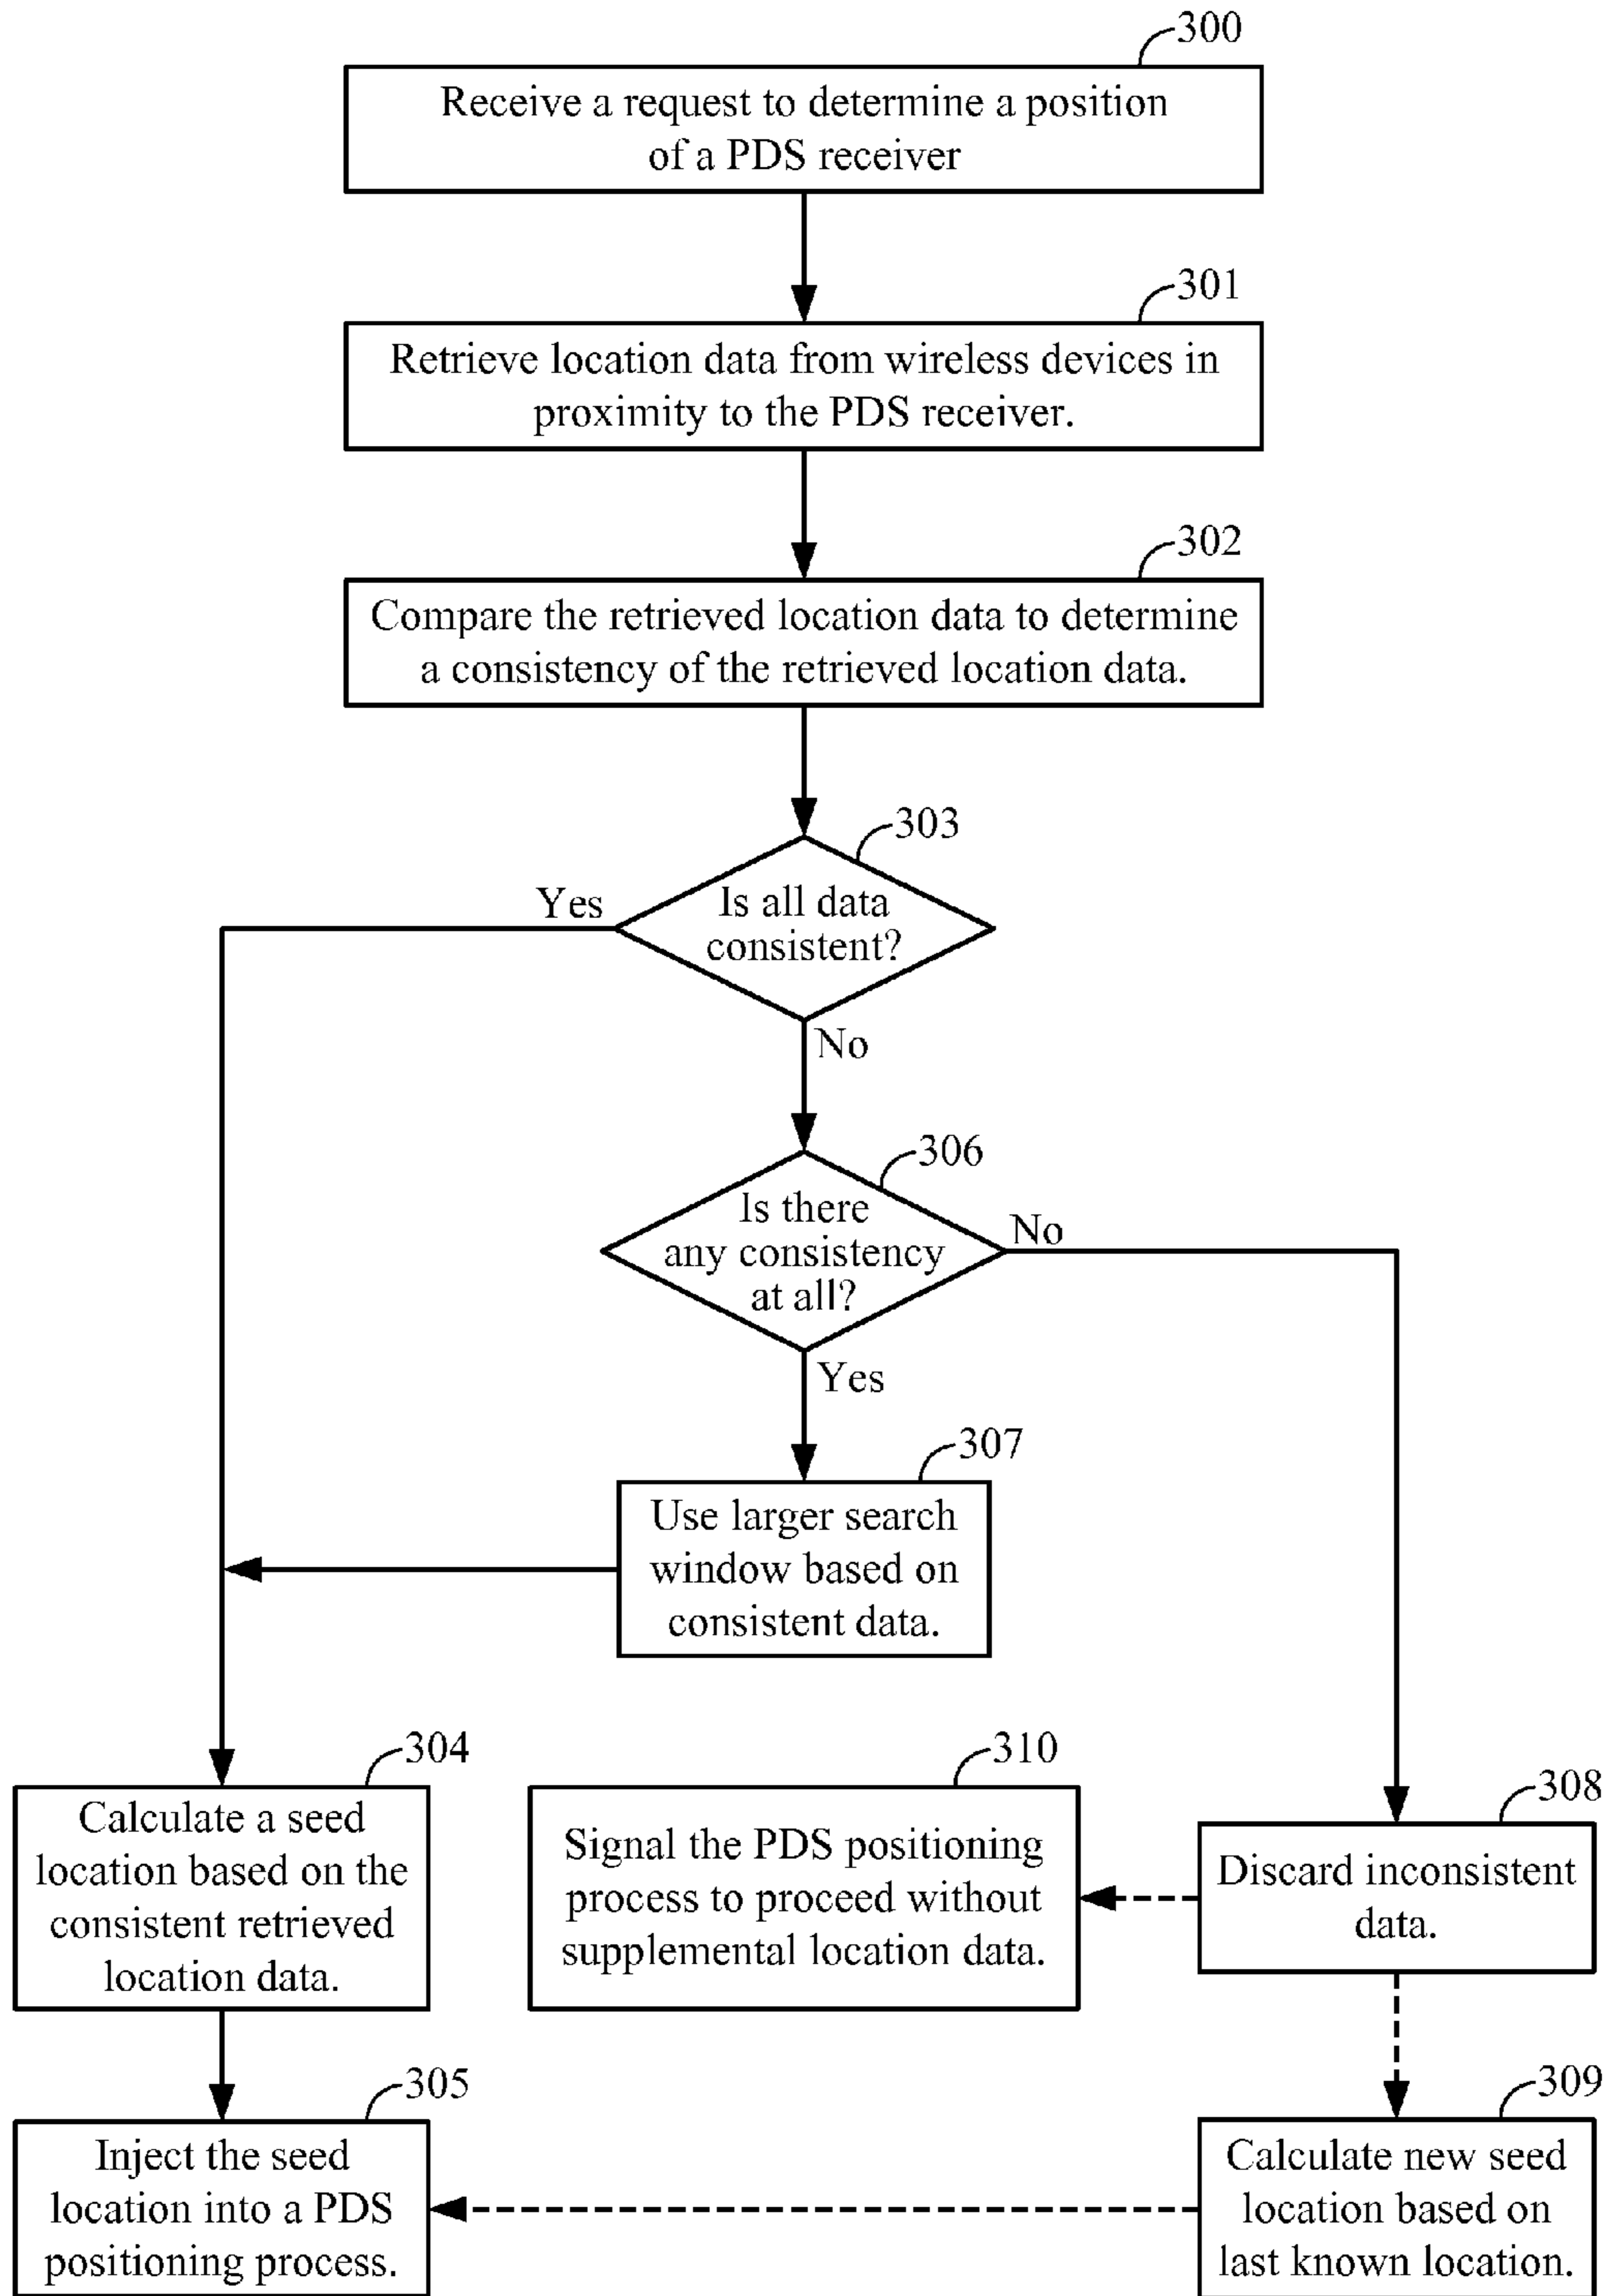 300
Receive a request to determine a position
of a PDS receiver
301
Retrieve location data from wireless devices in
proximity to the PDS receiver.
302
Compare the retrieved location data to determine
a consistency of the retrieved location data.
303
Is all data
consistent?
Yes
No
306
Is there
any consistency
at all?
No
Yes
307
Use larger search
window based on
consistent data.
304
Calculate a seed
location based on the
consistent retrieved
location data.
310
Signal the PDS positioning
process to proceed without
supplemental location data.
308
Discard inconsistent
data.
305
Inject the seed
location into a PDS
positioning process.
309
Calculate new seed
location based on
last known location.